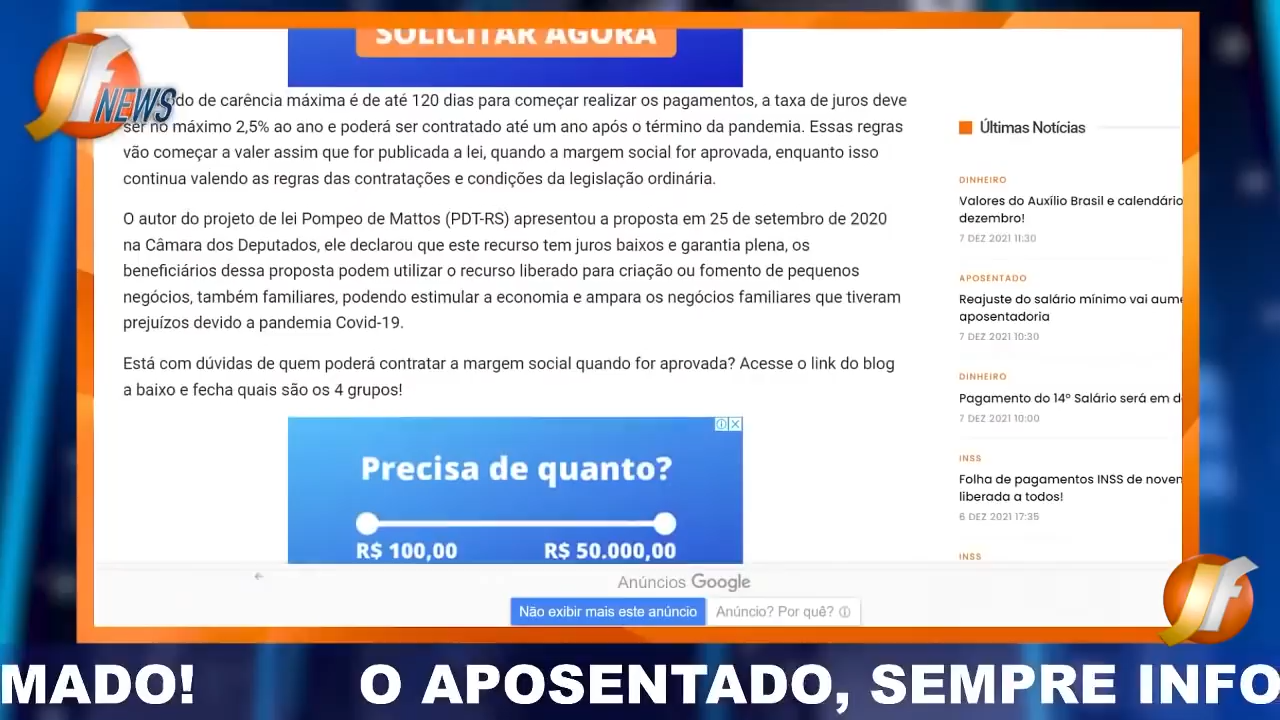 SOLICITAR AGORA
NEWS
do de carência máxima é de até 120 dias para começar realizar os pagamentos, a taxa de juros deve
ser no máximo 2,5% ao ano e poderá ser contratado até um ano após o término da pandemia. Essas regras
vão começar a valer assim que for publicada a lei, quando a margem social for aprovada, enquanto isso
continua valendo as regras das contratações e condições da legislação ordinária.
O autor do projeto de lei Pompeo de Mattos (PDT-RS) apresentou a proposta em 25 de setembro de 2020
na Câmara dos Deputados, ele declarou que este recurso tem juros baixos e garantia plena, os
beneficiários dessa proposta podem utilizar o recurso liberado para criação ou fomento de pequenos
negócios, também familiares, podendo estimular a economia e ampara os negócios familiares que tiveram
prejuízos devido a pandemia Covid-19.
Está com dúvidas de quem poderá contratar a margem social quando for aprovada? Acesse o link do blog
a baixo e fecha quais são os 4 grupos!
Precisa de quanto?
R$ 100,00 R$ 50.000,00
Anúncios Google
Não exibir mais este anúncio Anúncio? Por quê?
Últimas Notícias
DINHEIRO
Valores do Auxílio Brasil e calendário
dezembro!
7 DEZ 2021 11:30
APOSENTADO
Reajuste do salário mínimo vai aume
aposentadoria
7 DEZ 2021 10:30
DINHEIRO
Pagamento do 14º Salário será em d
7 DEZ 2021 10:00
INSS
Folha de pagamentos INSS de noven
liberada a todos!
6 DEZ 2021 17:35
INSS
MADO! O APOSENTADO, SEMPRE INFO